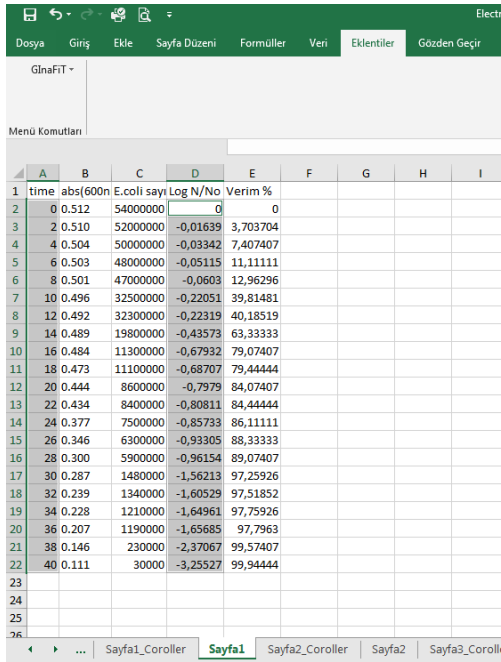 Electr
Dosya Giriş Ekle Sayfa Düzeni Formüller Veri Eklentiler Gözden Geçir
GInaFiT
Menü Komutları
A B C D E F G H I
1 time abs(600n E.coli sayı Log N/No Verim %
2 0 0.512 54000000 0 0
3 2 0.510 52000000 -0,01639 3,703704
4 4 0.504 50000000 -0,03342 7,407407
5 6 0.503 48000000 -0,05115 11,11111
6 8 0.501 47000000 -0,0603 12,96296
7 10 0.496 32500000 -0,22051 39,81481
8 12 0.492 32300000 -0,22319 40,18519
9 14 0.489 19800000 -0,43573 63,33333
10 16 0.484 11300000 -0,67932 79,07407
11 18 0.473 11100000 -0,68707 79,44444
12 20 0.444 8600000 -0,7979 84,07407
13 22 0.434 8400000 -0,80811 84,44444
14 24 0.377 7500000 -0,85733 86,11111
15 26 0.346 6300000 -0,93305 88,33333
16 28 0.300 5900000 -0,96154 89,07407
17 30 0.287 1480000 -1,56213 97,25926
18 32 0.239 1340000 -1,60529 97,51852
19 34 0.228 1210000 -1,64961 97,75926
20 36 0.207 1190000 -1,65685 97,7963
21 38 0.146 230000 -2,37067 99,57407
22 40 0.111 30000 -3,25527 99,94444
23
24
25
26
... Sayfa1_Coroller Sayfa1 Sayfa2_Coroller Sayfa2 Sayfa3_Corolle